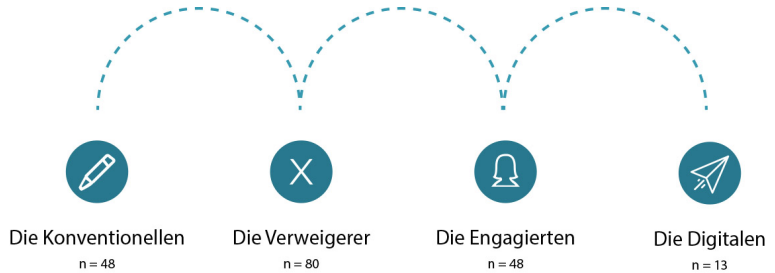 X
Die Konventionellen
n = 48
Die Verweigerer
n = 80
Die Engagierten
n = 48
Die Digitalen
n = 13